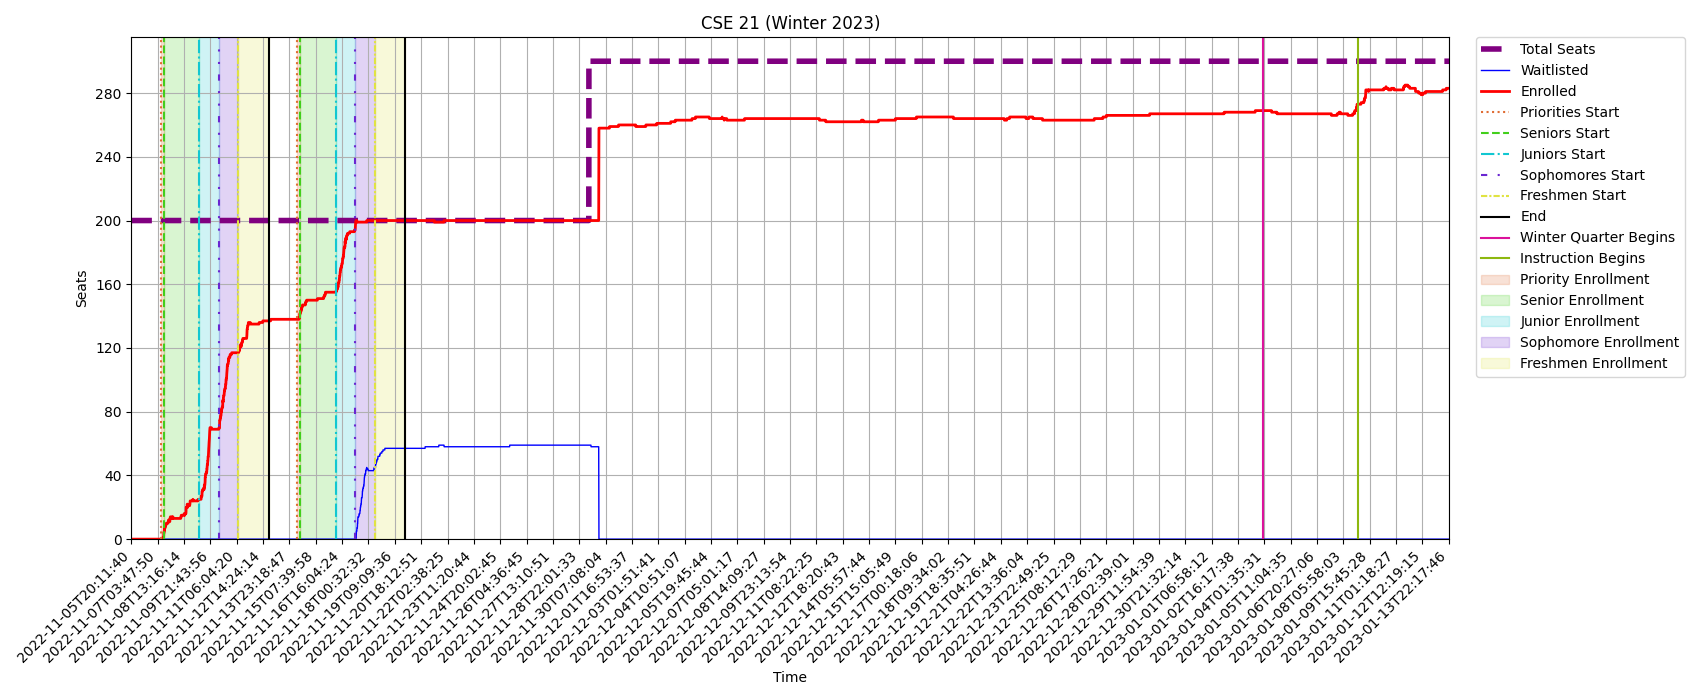 CSE 21 (Winter 2023)
Seats
280
240
200
160
120
80
40
0
2022-11-05T20:11:40
2022-11-07T03:47:50
2022-11-08T13:16:14
2022-11-09T21:43:56
2022-11-11T06:04:20
2022-11-12T14:24:14
2022-11-13T23:18:47
2022-11-15T07:39:58
2022-11-16T16:04:24
2022-11-18T00:32:32
2022-11-19T09:09:36
2022-11-20T18:12:51
2022-11-22T02:38:25
2022-11-23T11:20:44
2022-11-24T20:02:45
2022-11-26T04:36:45
2022-11-27T13:10:51
2022-11-28T22:01:33
2022-11-30T07:08:04
2022-12-01T16:53:37
2022-12-03T01:51:41
2022-12-04T10:51:07
2022-12-05T19:45:44
2022-12-07T05:01:17
2022-12-08T14:09:27
2022-12-09T23:13:54
2022-12-11T08:22:25
2022-12-12T18:20:43
2022-12-14T05:57:44
2022-12-15T15:05:49
2022-12-17T00:18:06
2022-12-18T09:34:02
2022-12-19T18:35:51
2022-12-21T04:26:44
2022-12-22T13:36:04
2022-12-23T22:49:25
2022-12-25T08:12:29
2022-12-26T17:26:21
2022-12-28T02:39:01
2022-12-29T11:54:39
2022-12-30T21:32:14
2023-01-01T06:58:12
2023-01-02T16:17:38
2023-01-04T01:35:31
2023-01-05T11:04:35
2023-01-06T20:27:06
2023-01-08T05:58:03
2023-01-09T15:45:28
2023-01-11T01:18:27
2023-01-12T12:19:15
2023-01-13T22:17:46
Time
Total Seats
Waitlisted
Enrolled
Priorities Start
Seniors Start
Juniors Start
Sophomores Start
Freshmen Start
End
Winter Quarter Begins
Instruction Begins
Priority Enrollment
Senior Enrollment
Junior Enrollment
Sophomore Enrollment
Freshmen Enrollment